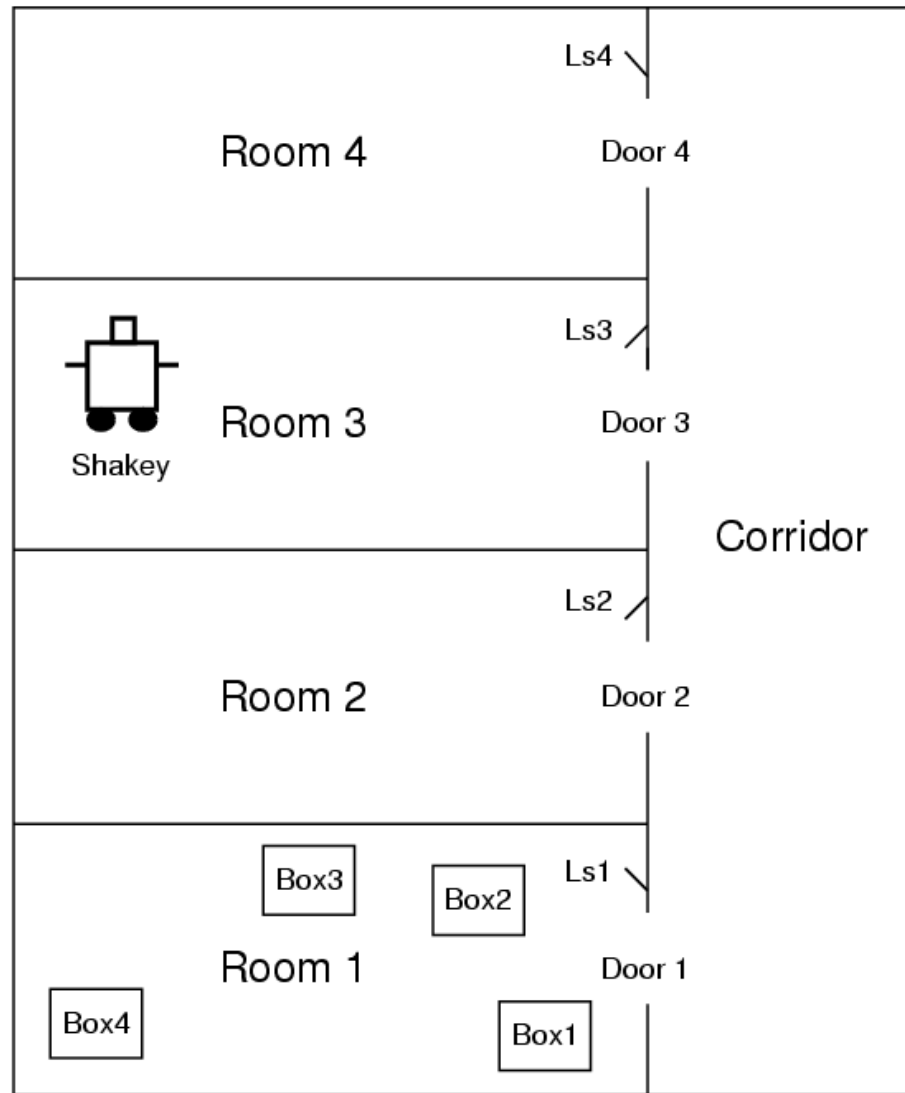 Ls4
Room 4
Door 4
Ls3
Room 3
Door 3
Shakey
Corridor
Ls2
Room 2
Door 2
Box3
Ls1
Box2
Room 1
Door 1
Box4
Box1